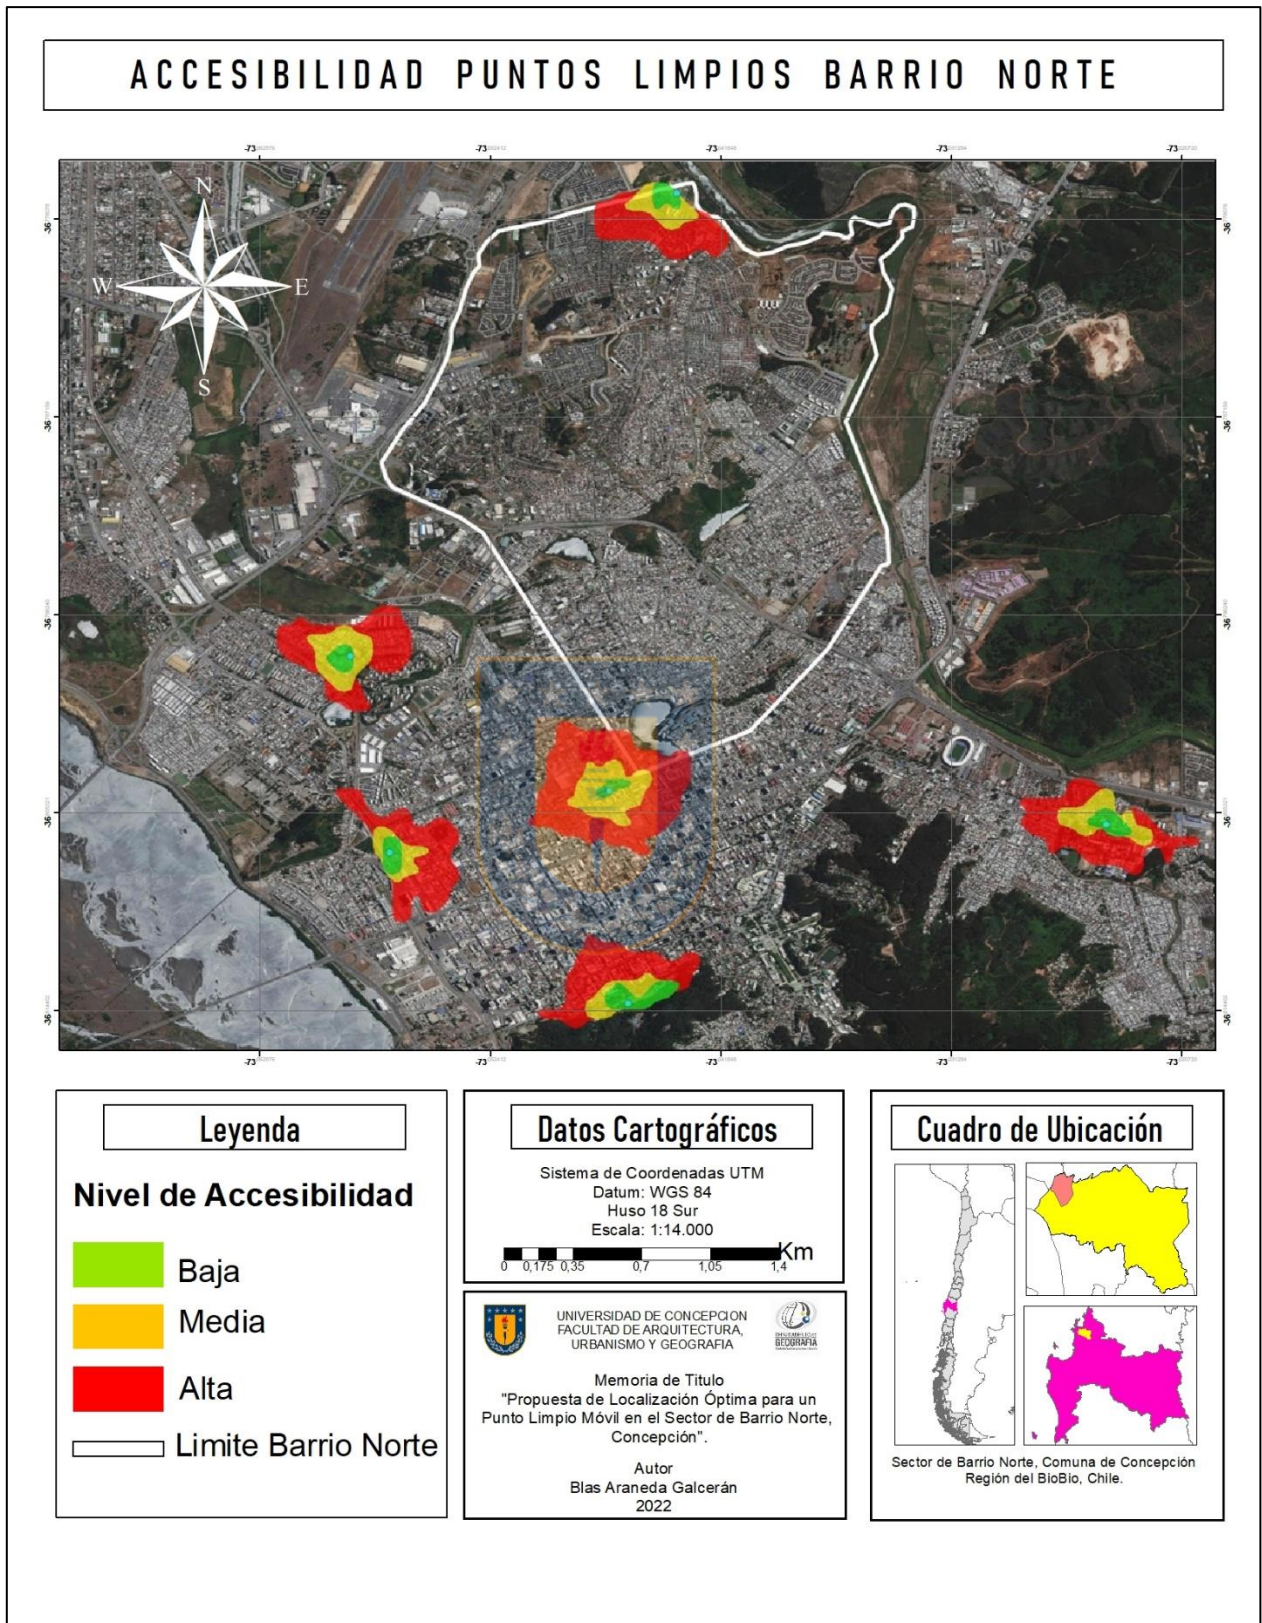 ACCESIBILIDAD PUNTOS LIMPIOS BARRIO NORTE
N
W
E
S
Leyenda
Nivel de Accesibilidad
Baja
Media
Alta
Limite Barrio Norte
Datos Cartográficos
Sistema de Coordenadas UTM
Datum: WGS 84
Huso 18 Sur
Escala: 1:14.000
Km
0 0,175 0,35 0,7 1,05 1,4
UNIVERSIDAD DE CONCEPCION
FACULTAD DE ARQUITECTURA,
URBANISMO Y GEOGRAFIA
GEOGRAFIA
Memoria de Titulo
"Propuesta de Localización Óptima para un
Punto Limpio Móvil en el Sector de Barrio Norte,
Concepción".
Autor
Blas Araneda Galcerán
2022
Cuadro de Ubicación
Sector de Barrio Norte, Comuna de Concepción
Región del BioBio, Chile.